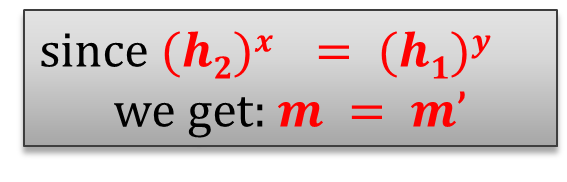 since (h₂)ˣ = (h₁)ʸ
we get: m = m’